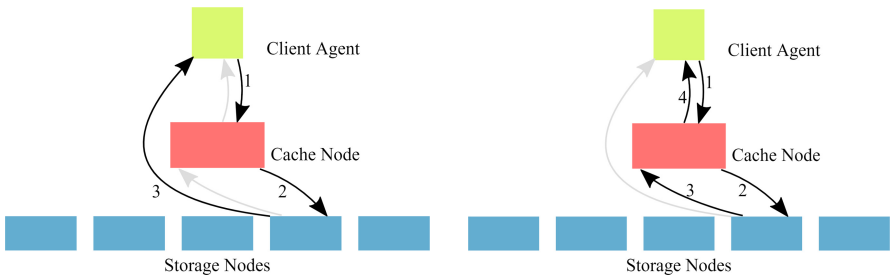 Client Agent
1
Cache Node
2
3
Storage Nodes
Client Agent
1
4
Cache Node
3
2
Storage Nodes